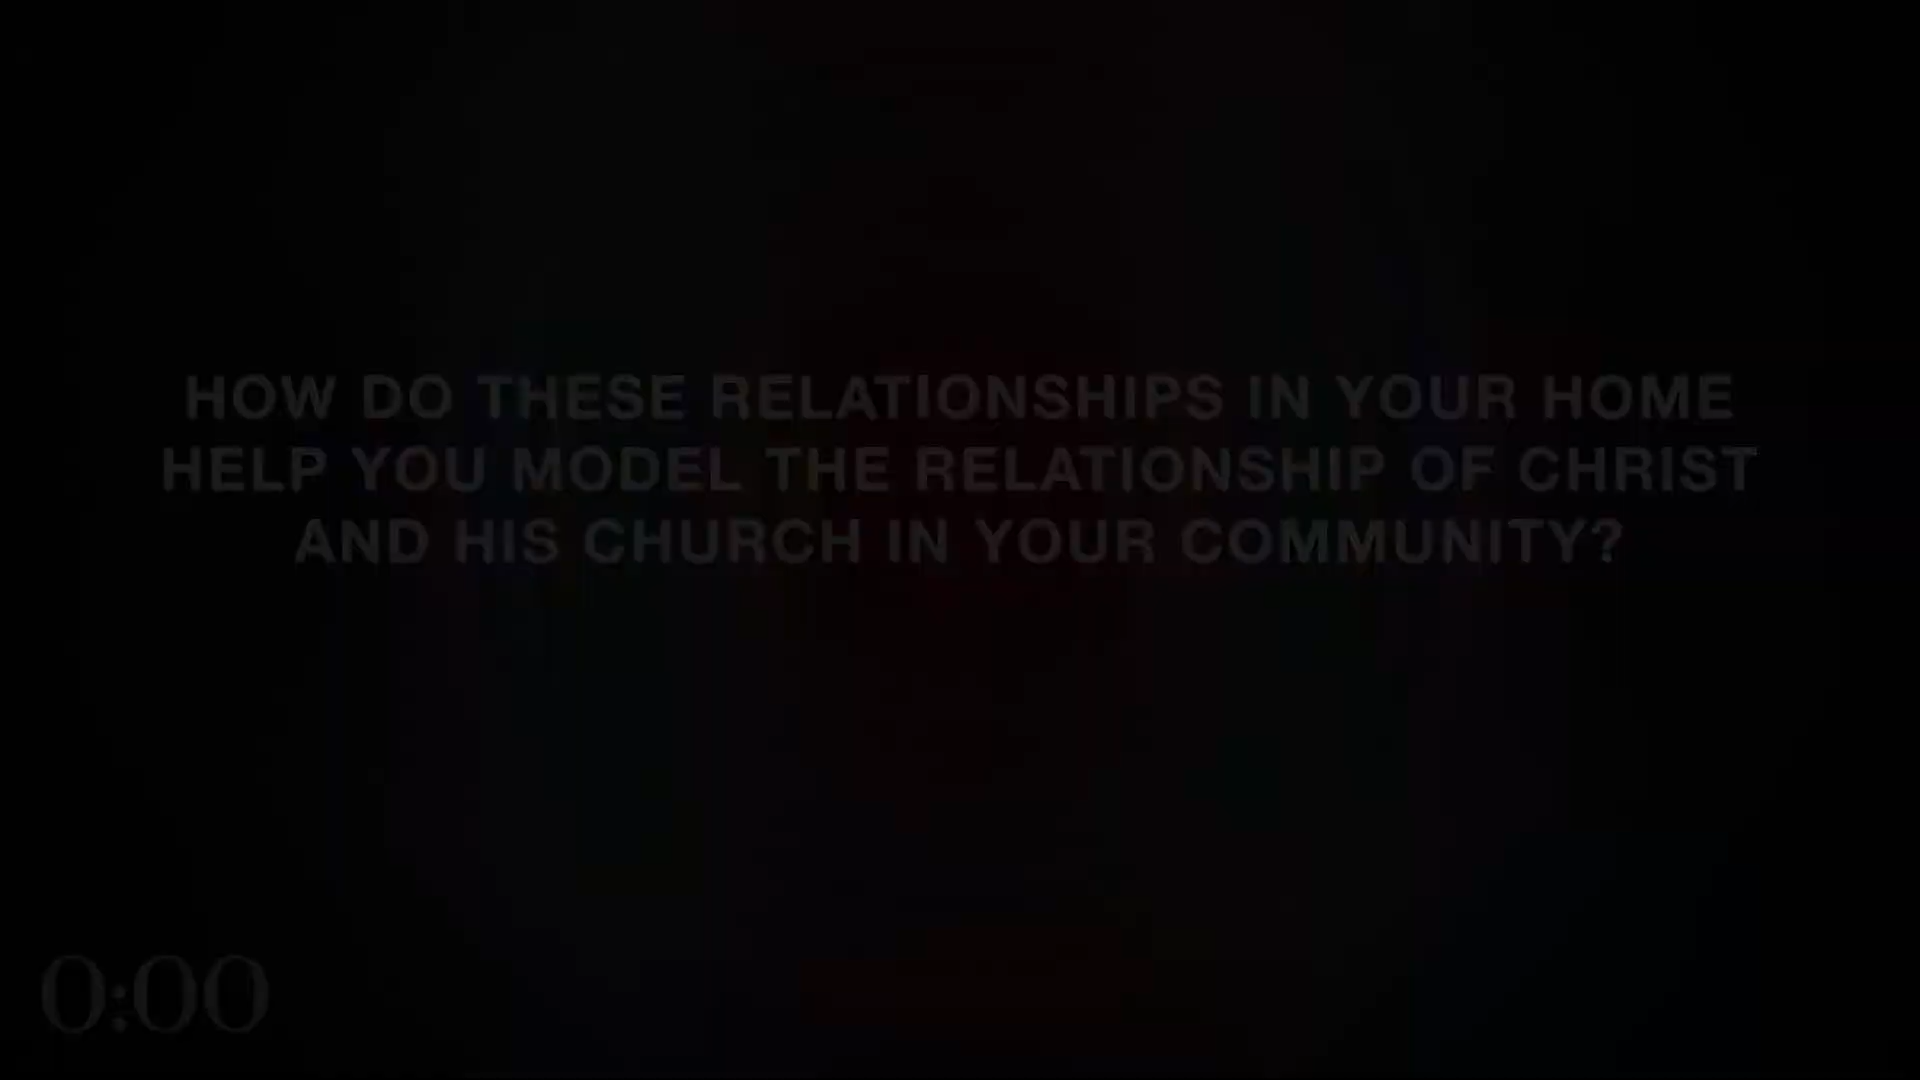 HOW DO THESE RELATIONSHIPS IN YOUR HOME
HELP YOU MODEL THE RELATIONSHIP OF CHRIST
AND HIS CHURCH IN YOUR COMMUNITY?
0:00